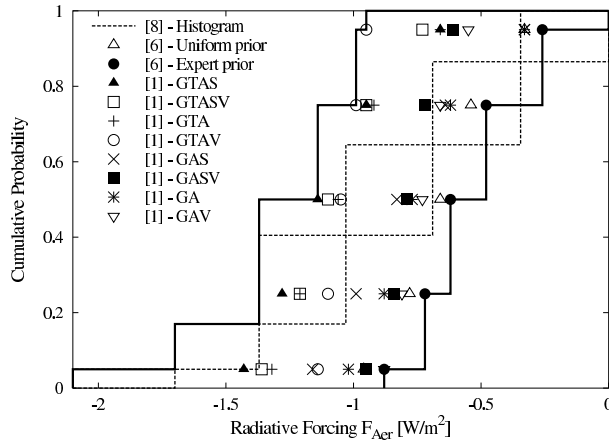 [8] - Histogram
[6] - Uniform prior
[6] - Expert prior
[1] - GTAS
[1] - GTASV
[1] - GTA
[1] - GTAV
[1] - GAS
[1] - GASV
[1] - GA
[1] - GAV
Cumulative Probability
1
0.8
0.6
0.4
0.2
0
-2
-1.5
-1
-0.5
0
Radiative Forcing F_Aer [W/m²]